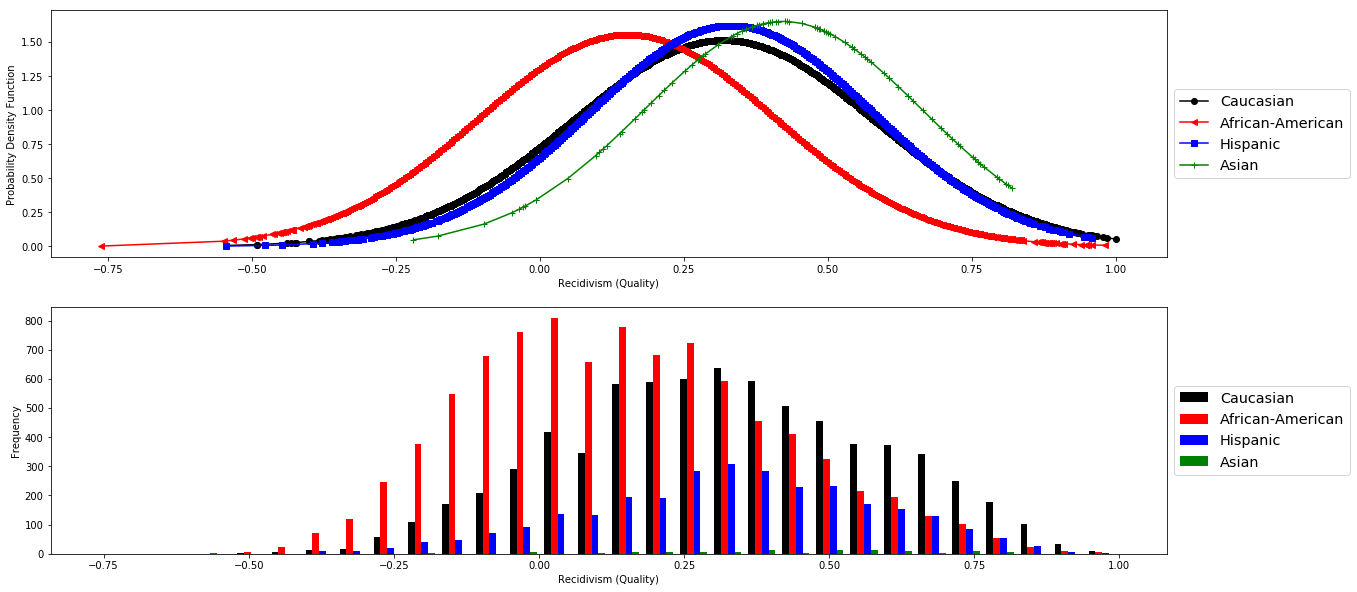 Probability Density Function
1.50
1.25
1.00
0.75
0.50
0.25
0.00
−0.75 −0.50 −0.25 0.00 0.25 0.50 0.75 1.00
Recidivism (Quality)
Caucasian
African-American
Hispanic
Asian
Frequency
800
700
600
500
400
300
200
100
0
−0.75 −0.50 −0.25 0.00 0.25 0.50 0.75 1.00
Recidivism (Quality)
Caucasian
African-American
Hispanic
Asian